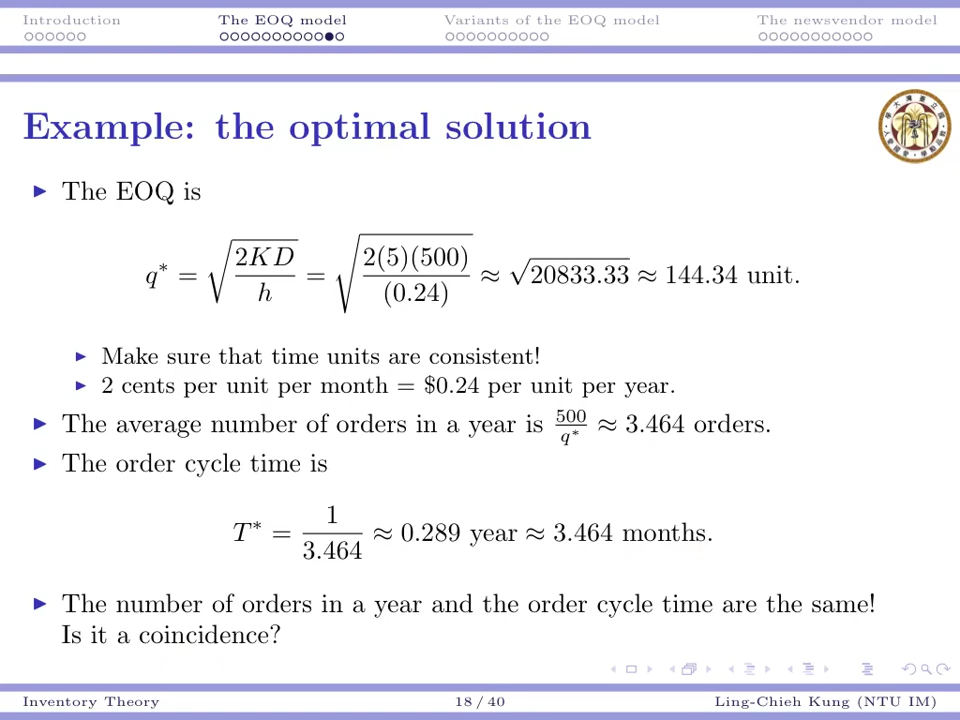 Introduction The EOQ model Variants of the EOQ model The newsvendor model
Example: the optimal solution
▶ The EOQ is
q* = √(2KD / h) = √(2(5)(500) / (0.24)) ≈ √20833.33 ≈ 144.34 unit.
▶ Make sure that time units are consistent!
▶ 2 cents per unit per month = $0.24 per unit per year.
▶ The average number of orders in a year is 500/q* ≈ 3.464 orders.
▶ The order cycle time is
T* = 1/3.464 ≈ 0.289 year ≈ 3.464 months.
▶ The number of orders in a year and the order cycle time are the same!
Is it a coincidence?
Inventory Theory 18 / 40 Ling-Chieh Kung (NTU IM)